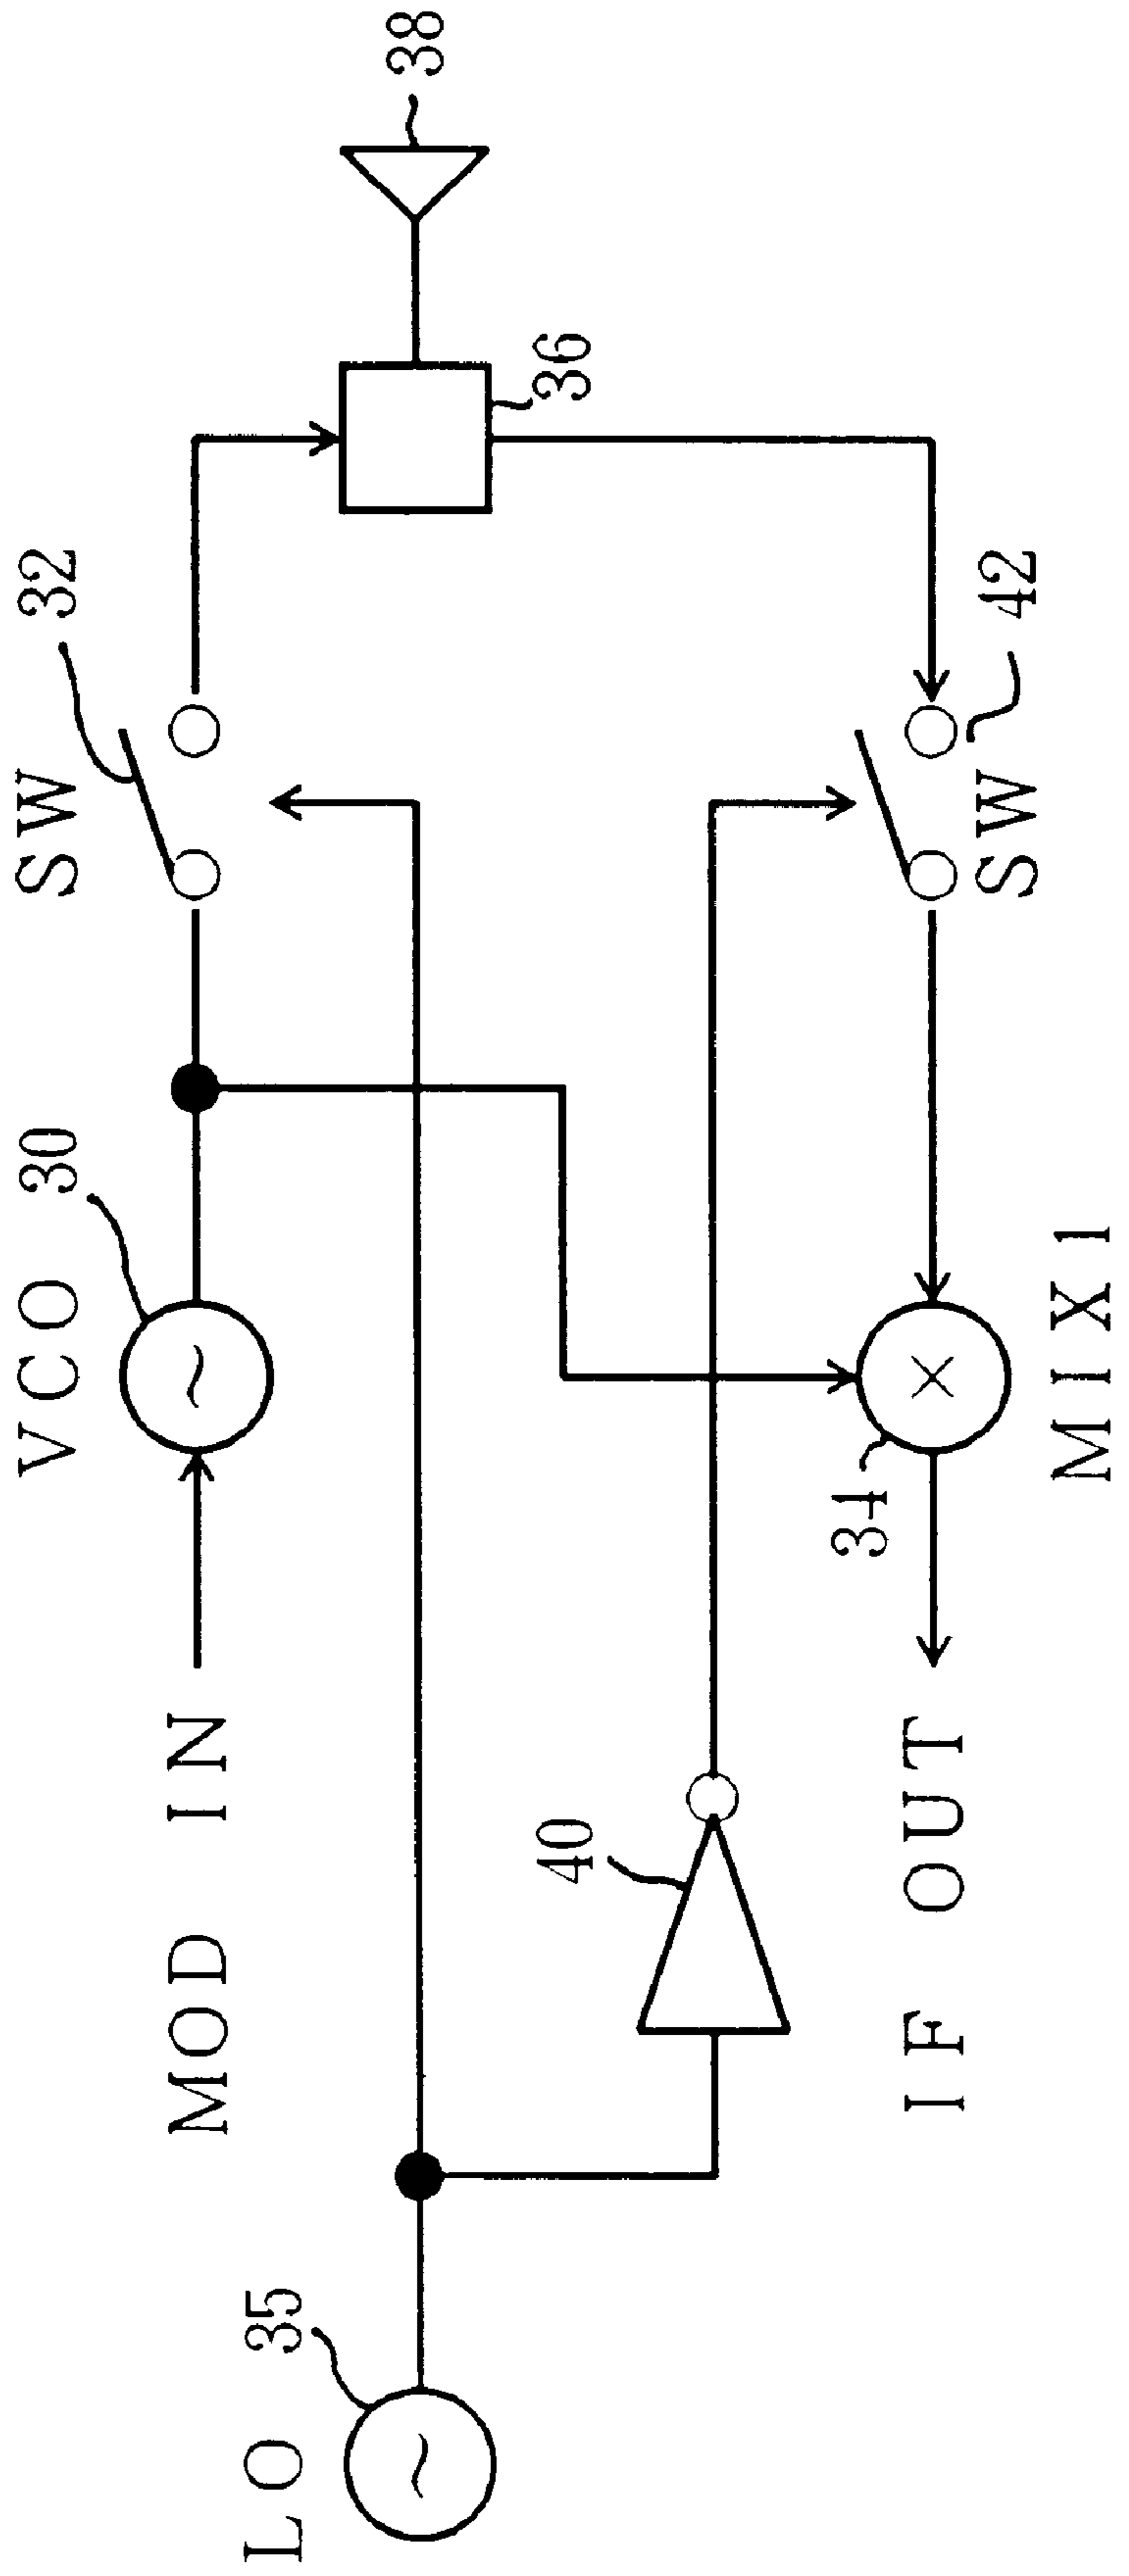 VCO 30
SW
32
38
36
MOD IN
LO 35
40
34
MIX1
IF OUT
SW
42